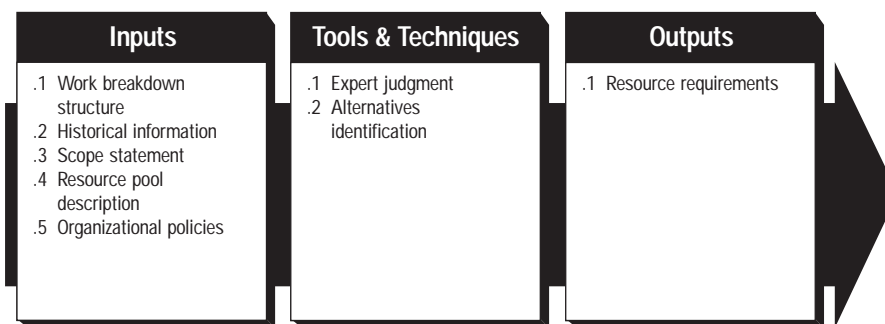 Inputs
.1 Work breakdown
structure
.2 Historical information
.3 Scope statement
.4 Resource pool
description
.5 Organizational policies
Tools & Techniques
.1 Expert judgment
.2 Alternatives
identification
Outputs
.1 Resource requirements